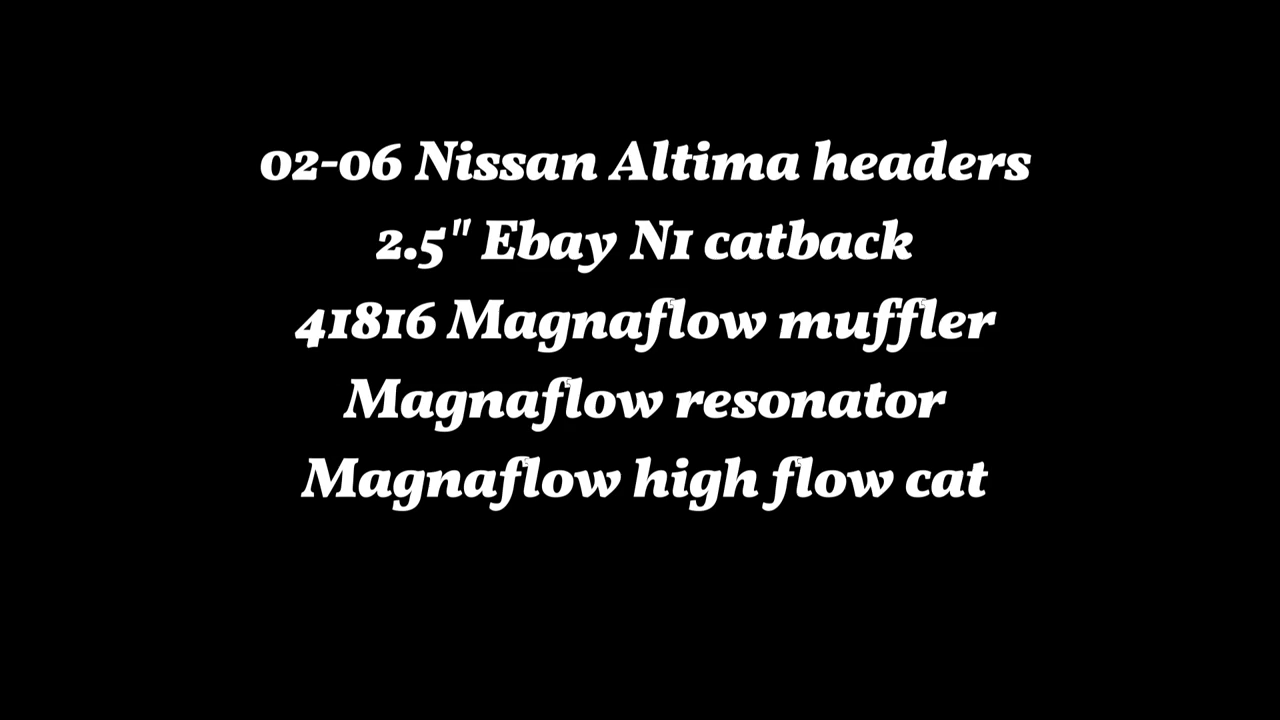 02-06 Nissan Altima headers
2.5" Ebay N1 catback
41816 Magnaflow muffler
Magnaflow resonator
Magnaflow high flow cat